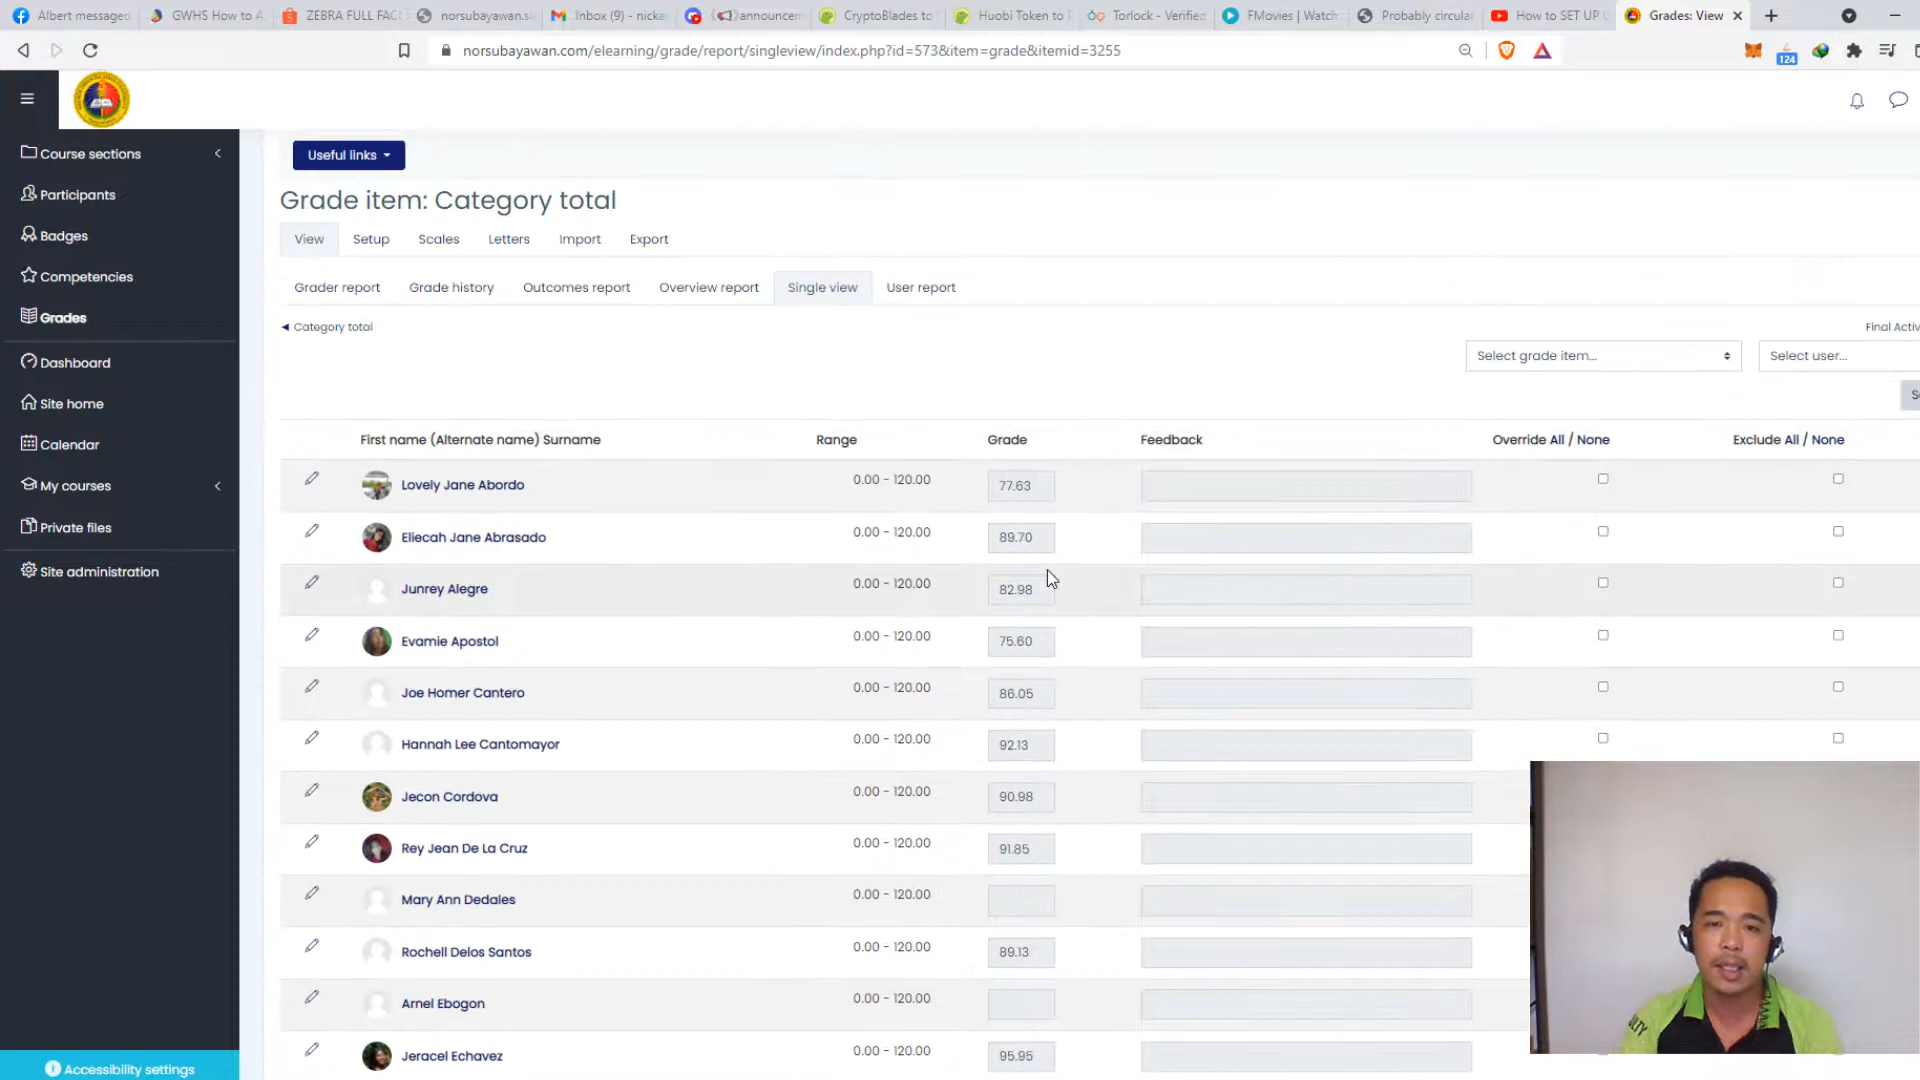 Albert messaged
GWHS How to A
ZEBRA FULL FAC
norsubayawan.s
Inbox (9) - nicka
announcem
CryptoBlades to
Huobi Token to
Torlock - Verifie
FMovies | Watch
Probably circular
How to SET UP
Grades: View
norsubayawan.com/elearning/grade/report/singleview/index.php?id=573&item=grade&itemid=3255
124
Course sections
Participants
Badges
Competencies
Grades
Dashboard
Site home
Calendar
My courses
Private files
Site administration
Accessibility settings
Useful links
Grade item: Category total
View Setup Scales Letters Import Export
Grader report Grade history Outcomes report Overview report Single view User report
◄ Category total
Final Activ
Select grade item...
Select user...
First name (Alternate name) Surname Range Grade Feedback Override All / None Exclude All / None
Lovely Jane Abordo 0.00 - 120.00 77.63
Eliecah Jane Abrasado 0.00 - 120.00 89.70
Junrey Alegre 0.00 - 120.00 82.98
Evamie Apostol 0.00 - 120.00 75.60
Joe Homer Cantero 0.00 - 120.00 86.05
Hannah Lee Cantomayor 0.00 - 120.00 92.13
Jecon Cordova 0.00 - 120.00 90.98
Rey Jean De La Cruz 0.00 - 120.00 91.85
Mary Ann Dedales 0.00 - 120.00
Rochell Delos Santos 0.00 - 120.00 89.13
Arnel Ebogon 0.00 - 120.00
Jeracel Echavez 0.00 - 120.00 95.95